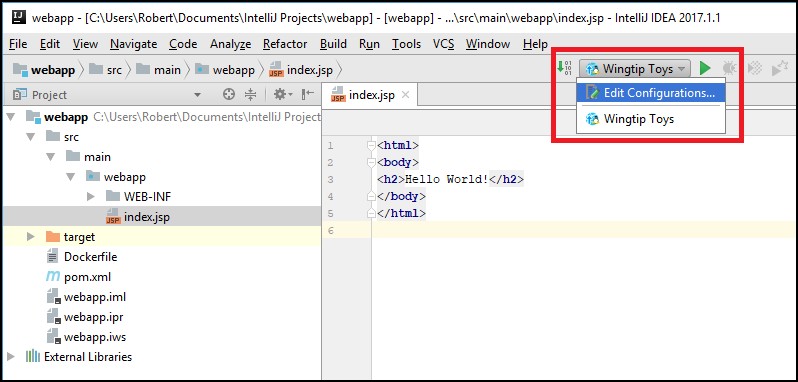 webapp - [C:\Users\Robert\Documents\IntelliJ Projects\webapp] - [webapp] - ...\src\main\webapp\index.jsp - IntelliJ IDEA 2017.1.1
File Edit View Navigate Code Analyze Refactor Build Run Tools VCS Window Help
webapp src main webapp index.jsp Wingtip Toys
Edit Configurations...
Wingtip Toys
Project
index.jsp
webapp C:\Users\Robert\Documents\IntelliJ Project
src
main
webapp
WEB-INF
index.jsp
target
Dockerfile
pom.xml
webapp.iml
webapp.ipr
webapp.iws
External Libraries
1 <html>
2 <body>
3 <h2>Hello World!</h2>
4 </body>
5 </html>
6